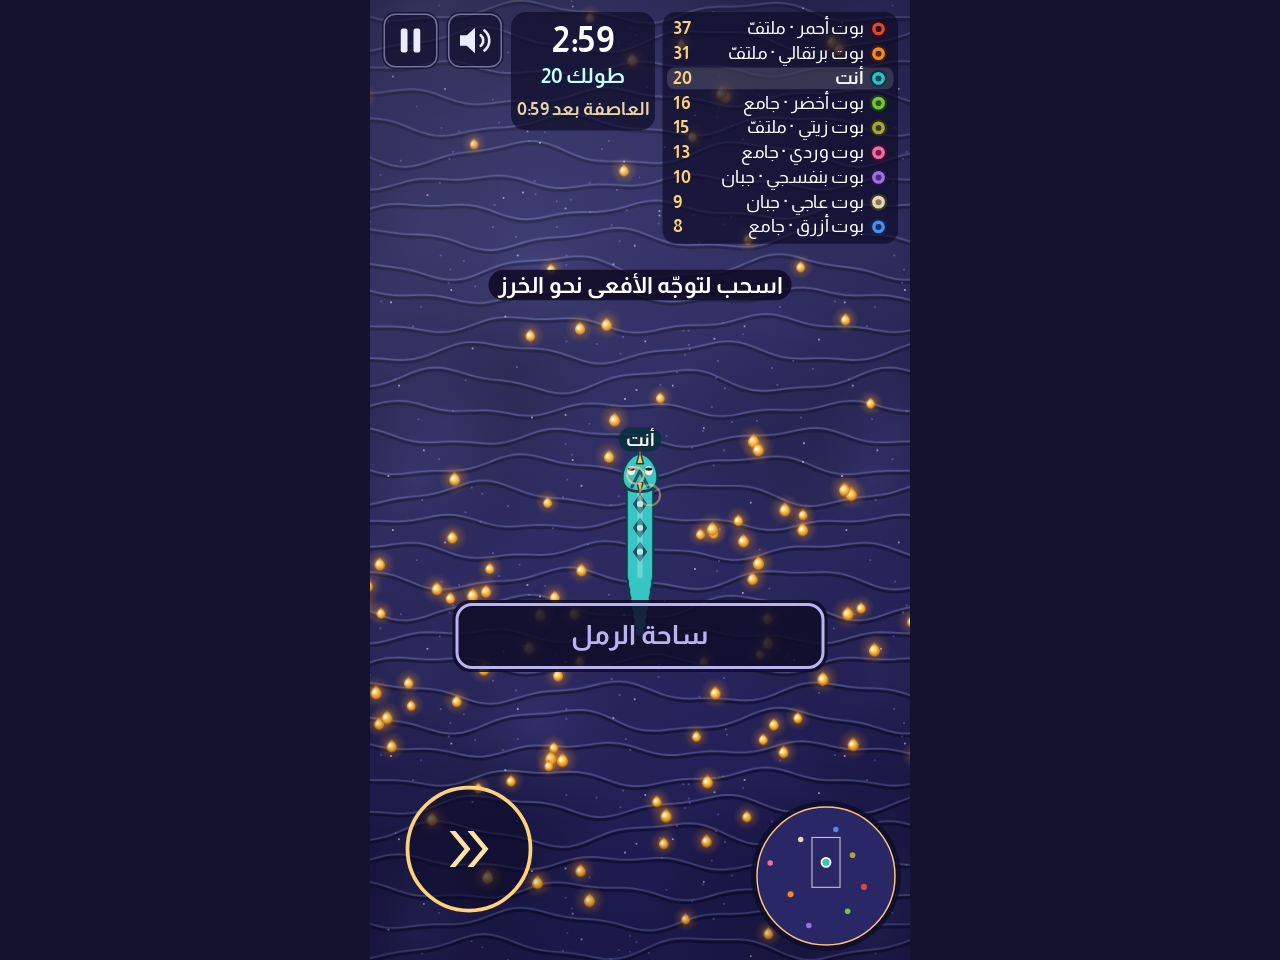 بوت أحمر · ملتفّ 37
بوت برتقالي · ملتفّ 31
أنت 20
بوت أخضر · جامع 16
بوت زيتي · ملتفّ 15
بوت وردي · جامع 13
بوت بنفسجي · جبان 10
بوت عاجي · جبان 9
بوت أزرق · جامع 8
2:59
طولك 20
العاصفة بعد 0:59
اسحب لتوجّه الأفعى نحو الخرز
أنت
ساحة الرمل